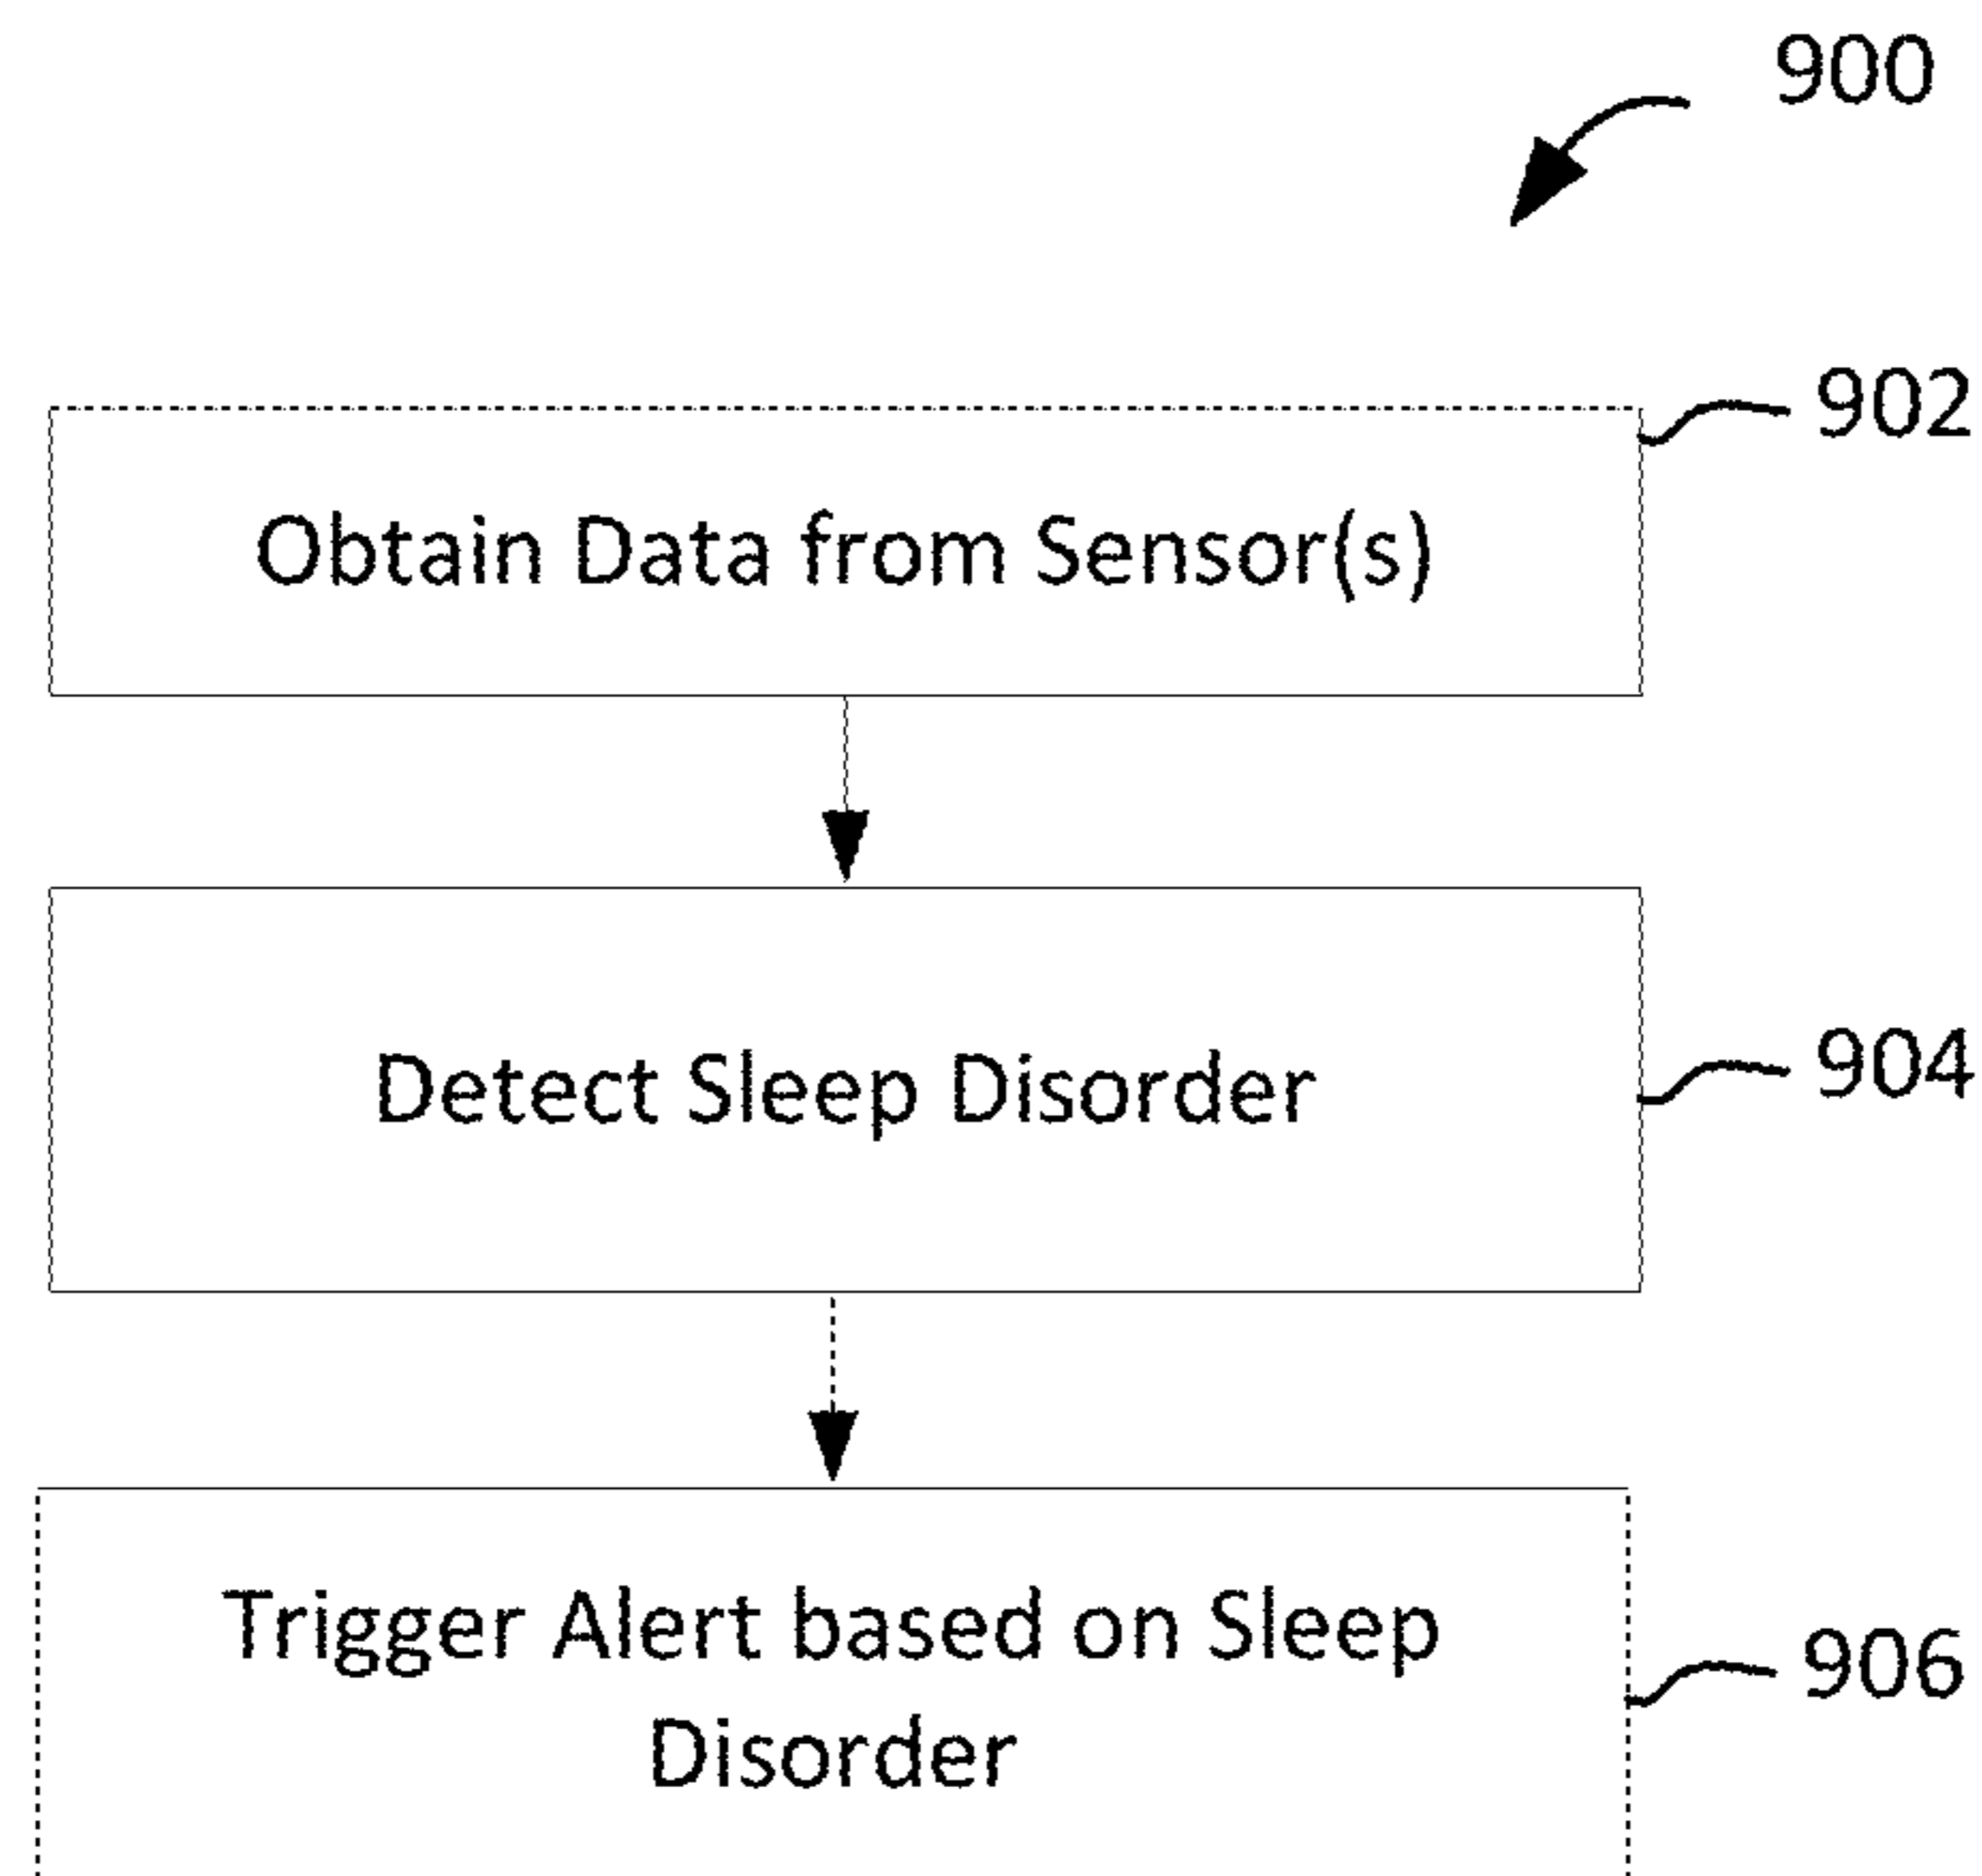 900
902
Obtain Data from Sensor(s)
Detect Sleep Disorder
904
Trigger Alert based on Sleep
Disorder
906